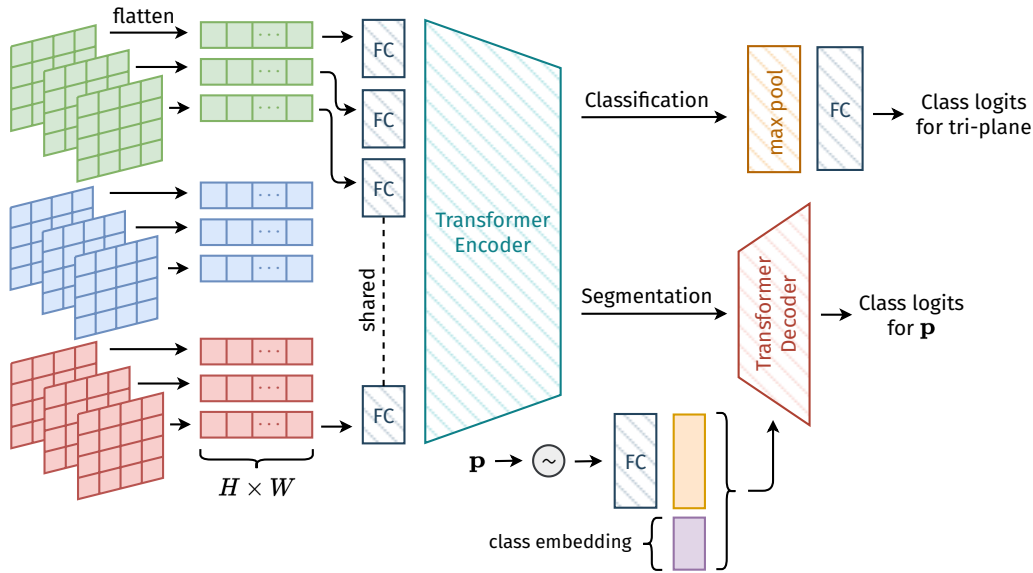 flatten
...
...
...
...
...
...
...
...
...
H × W
FC
FC
FC
shared
FC
Transformer
Encoder
Classification
max pool
FC
Class logits
for tri-plane
Segmentation
Transformer
Decoder
Class logits
for p
p
~
FC
class embedding